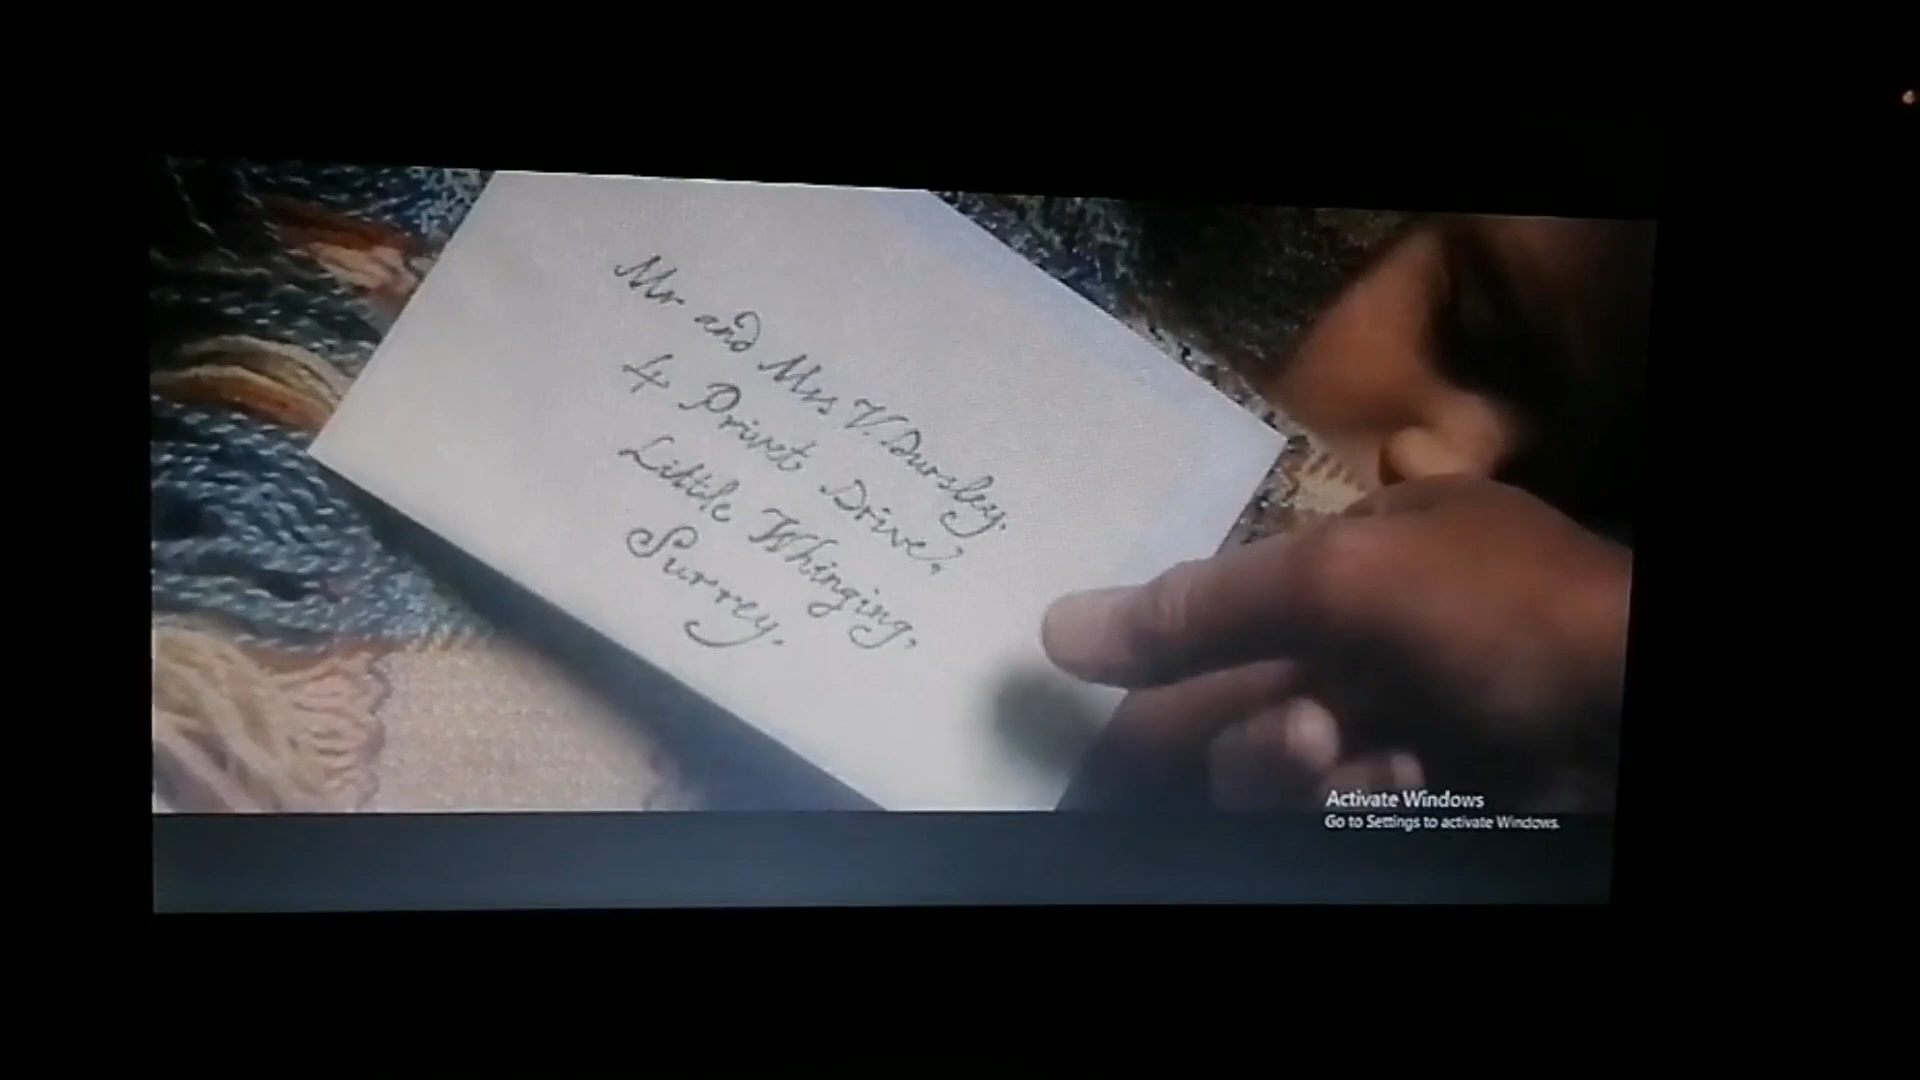 Mr and Mrs V. Dursley.
4 Privet Drive,
Little Whinging,
Surrey.
Activate Windows
Go to Settings to activate Windows.